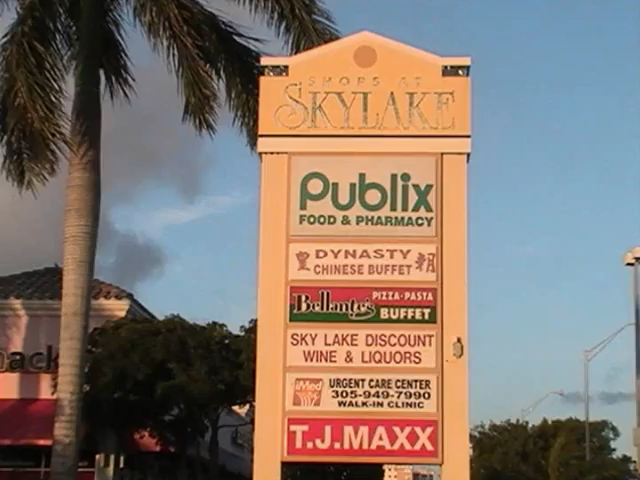 SHOPS AT
SKYLAKE
Publix
FOOD & PHARMACY
DYNASTY
CHINESE BUFFET
Bellante's PIZZA·PASTA
BUFFET
SKY LAKE DISCOUNT
WINE & LIQUORS
iMed URGENT CARE CENTER
305-949-7990
WALK-IN CLINIC
T.J.MAXX